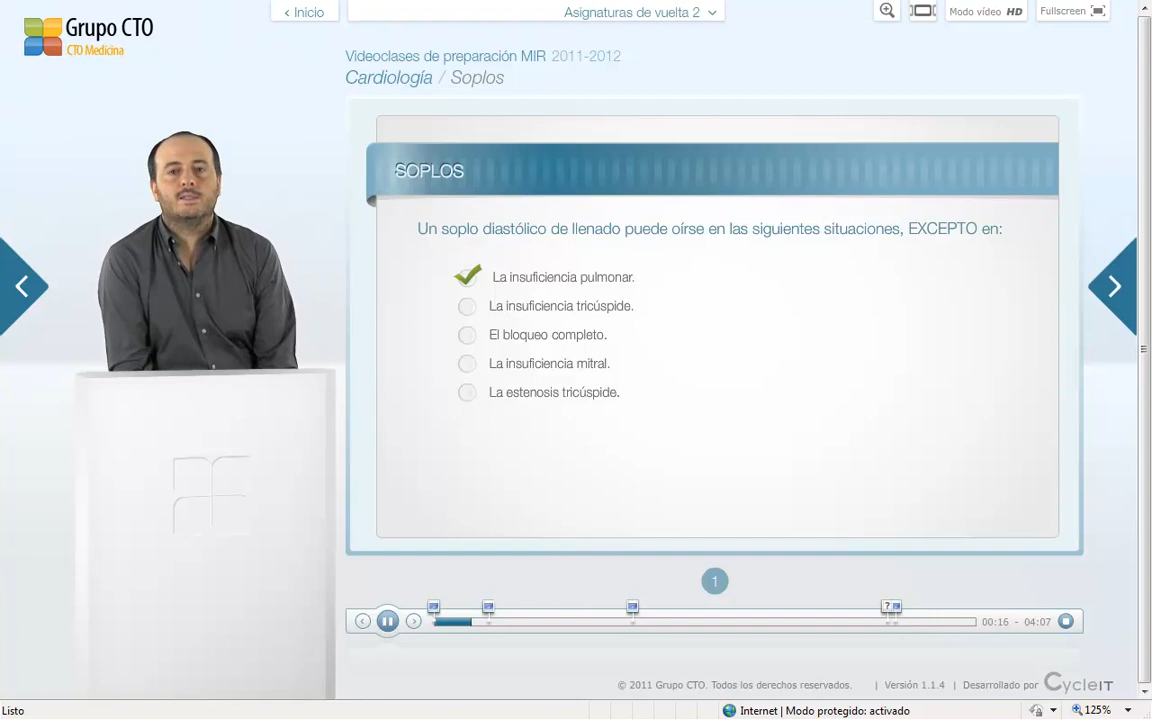 Grupo CTO
CTO Medicina
‹ Inicio
Asignaturas de vuelta 2
Modo vídeo HD
Fullscreen
Videoclases de preparación MIR 2011-2012
Cardiología / Soplos
SOPLOS
Un soplo diastólico de llenado puede oírse en las siguientes situaciones, EXCEPTO en:
La insuficiencia pulmonar.
La insuficiencia tricúspide.
El bloqueo completo.
La insuficiencia mitral.
La estenosis tricúspide.
1
?
00:16 - 04:07
© 2011 Grupo CTO. Todos los derechos reservados. | Versión 1.1.4 | Desarrollado por CycleIT
Listo
Internet | Modo protegido: activado
125%